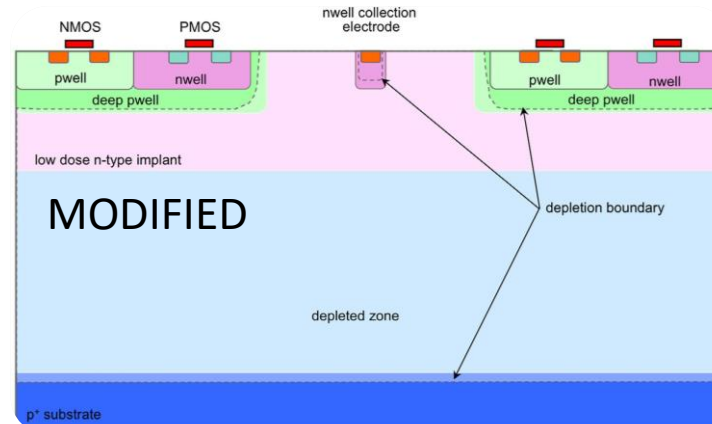 nwell collection
electrode
NMOS
PMOS
pwell
nwell
pwell
nwell
deep pwell
deep pwell
low dose n-type implant
MODIFIED
depletion boundary
depleted zone
p+ substrate